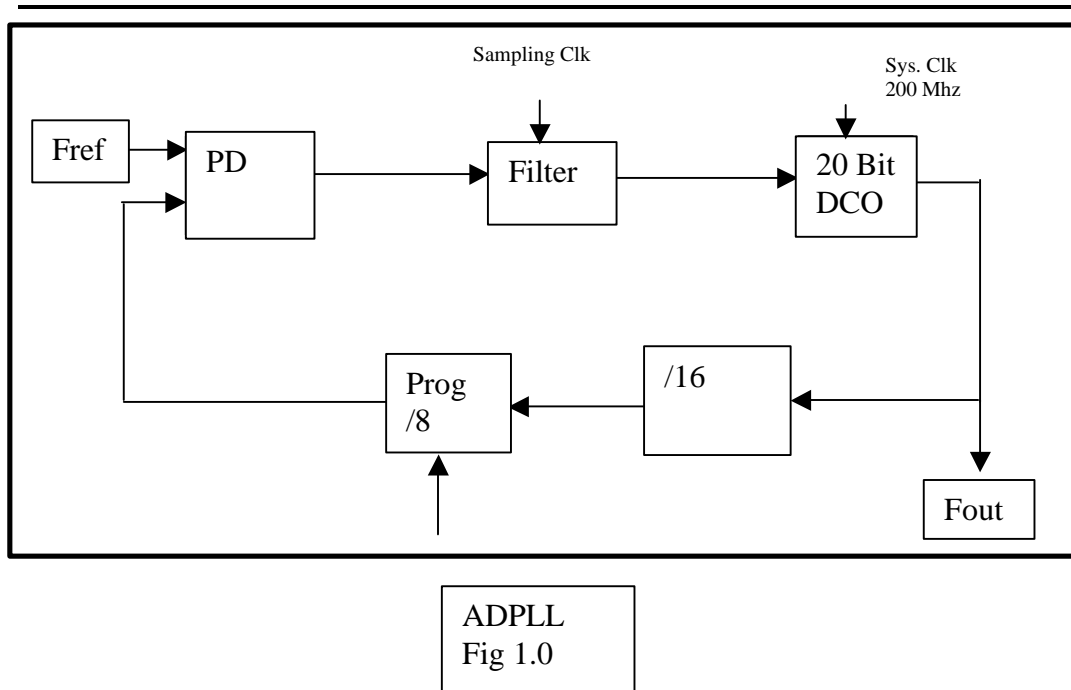 Sampling Clk
Sys. Clk
200 Mhz
Fref
PD
Filter
20 Bit
DCO
Prog
/8
/16
Fout
ADPLL
Fig 1.0